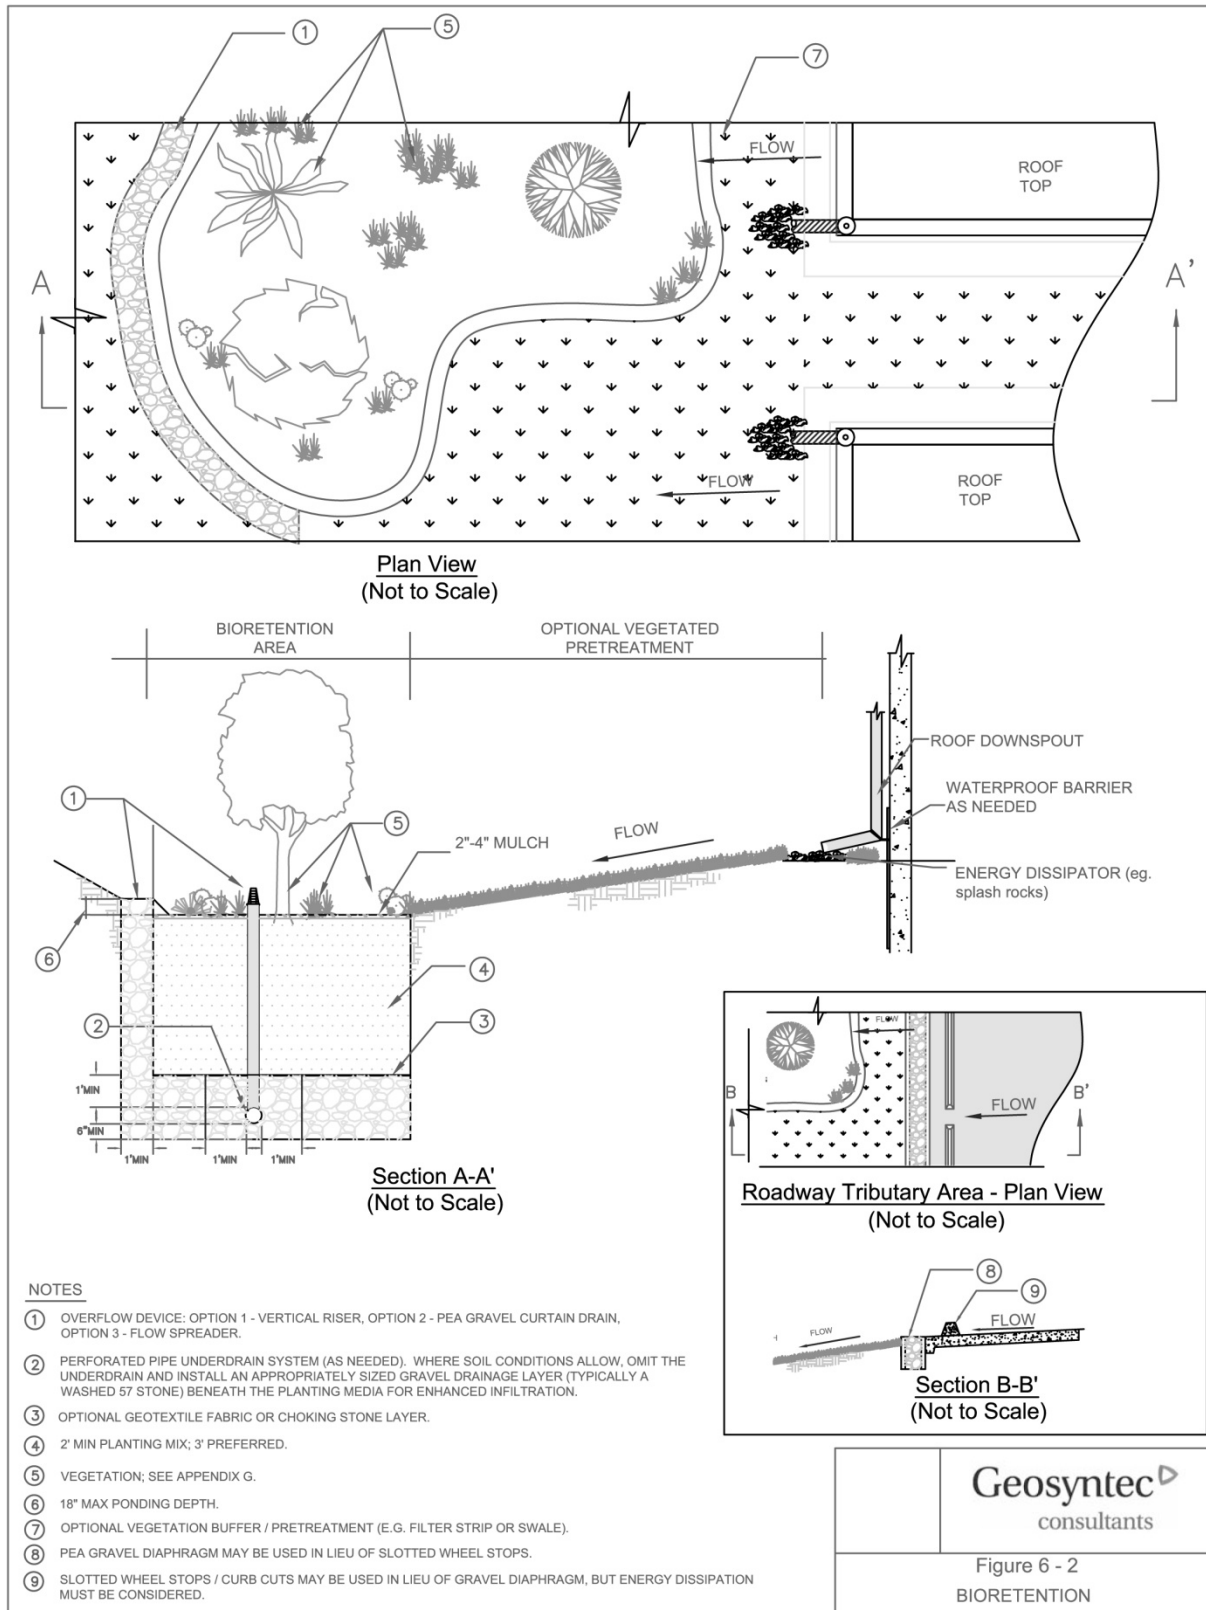 1
5
7
FLOW
ROOF
TOP
A
A'
FLOW
ROOF
TOP
Plan View
(Not to Scale)
BIORETENTION
AREA
OPTIONAL VEGETATED
PRETREATMENT
ROOF DOWNSPOUT
WATERPROOF BARRIER
AS NEEDED
1
5
2"-4" MULCH
FLOW
ENERGY DISSIPATOR (eg.
splash rocks)
6
4
3
2
1'MIN
6"MIN
1'MIN
1'MIN
1'MIN
Section A-A'
(Not to Scale)
FLOW
B
B'
FLOW
Roadway Tributary Area - Plan View
(Not to Scale)
8
9
FLOW
FLOW
Section B-B'
(Not to Scale)
NOTES
1 OVERFLOW DEVICE: OPTION 1 - VERTICAL RISER, OPTION 2 - PEA GRAVEL CURTAIN DRAIN,
OPTION 3 - FLOW SPREADER.
2 PERFORATED PIPE UNDERDRAIN SYSTEM (AS NEEDED). WHERE SOIL CONDITIONS ALLOW, OMIT THE
UNDERDRAIN AND INSTALL AN APPROPRIATELY SIZED GRAVEL DRAINAGE LAYER (TYPICALLY A
WASHED 57 STONE) BENEATH THE PLANTING MEDIA FOR ENHANCED INFILTRATION.
3 OPTIONAL GEOTEXTILE FABRIC OR CHOKING STONE LAYER.
4 2' MIN PLANTING MIX; 3' PREFERRED.
5 VEGETATION; SEE APPENDIX G.
6 18" MAX PONDING DEPTH.
7 OPTIONAL VEGETATION BUFFER / PRETREATMENT (E.G. FILTER STRIP OR SWALE).
8 PEA GRAVEL DIAPHRAGM MAY BE USED IN LIEU OF SLOTTED WHEEL STOPS.
9 SLOTTED WHEEL STOPS / CURB CUTS MAY BE USED IN LIEU OF GRAVEL DIAPHRAGM, BUT ENERGY DISSIPATION
MUST BE CONSIDERED.
Geosyntec
consultants
Figure 6 - 2
BIORETENTION